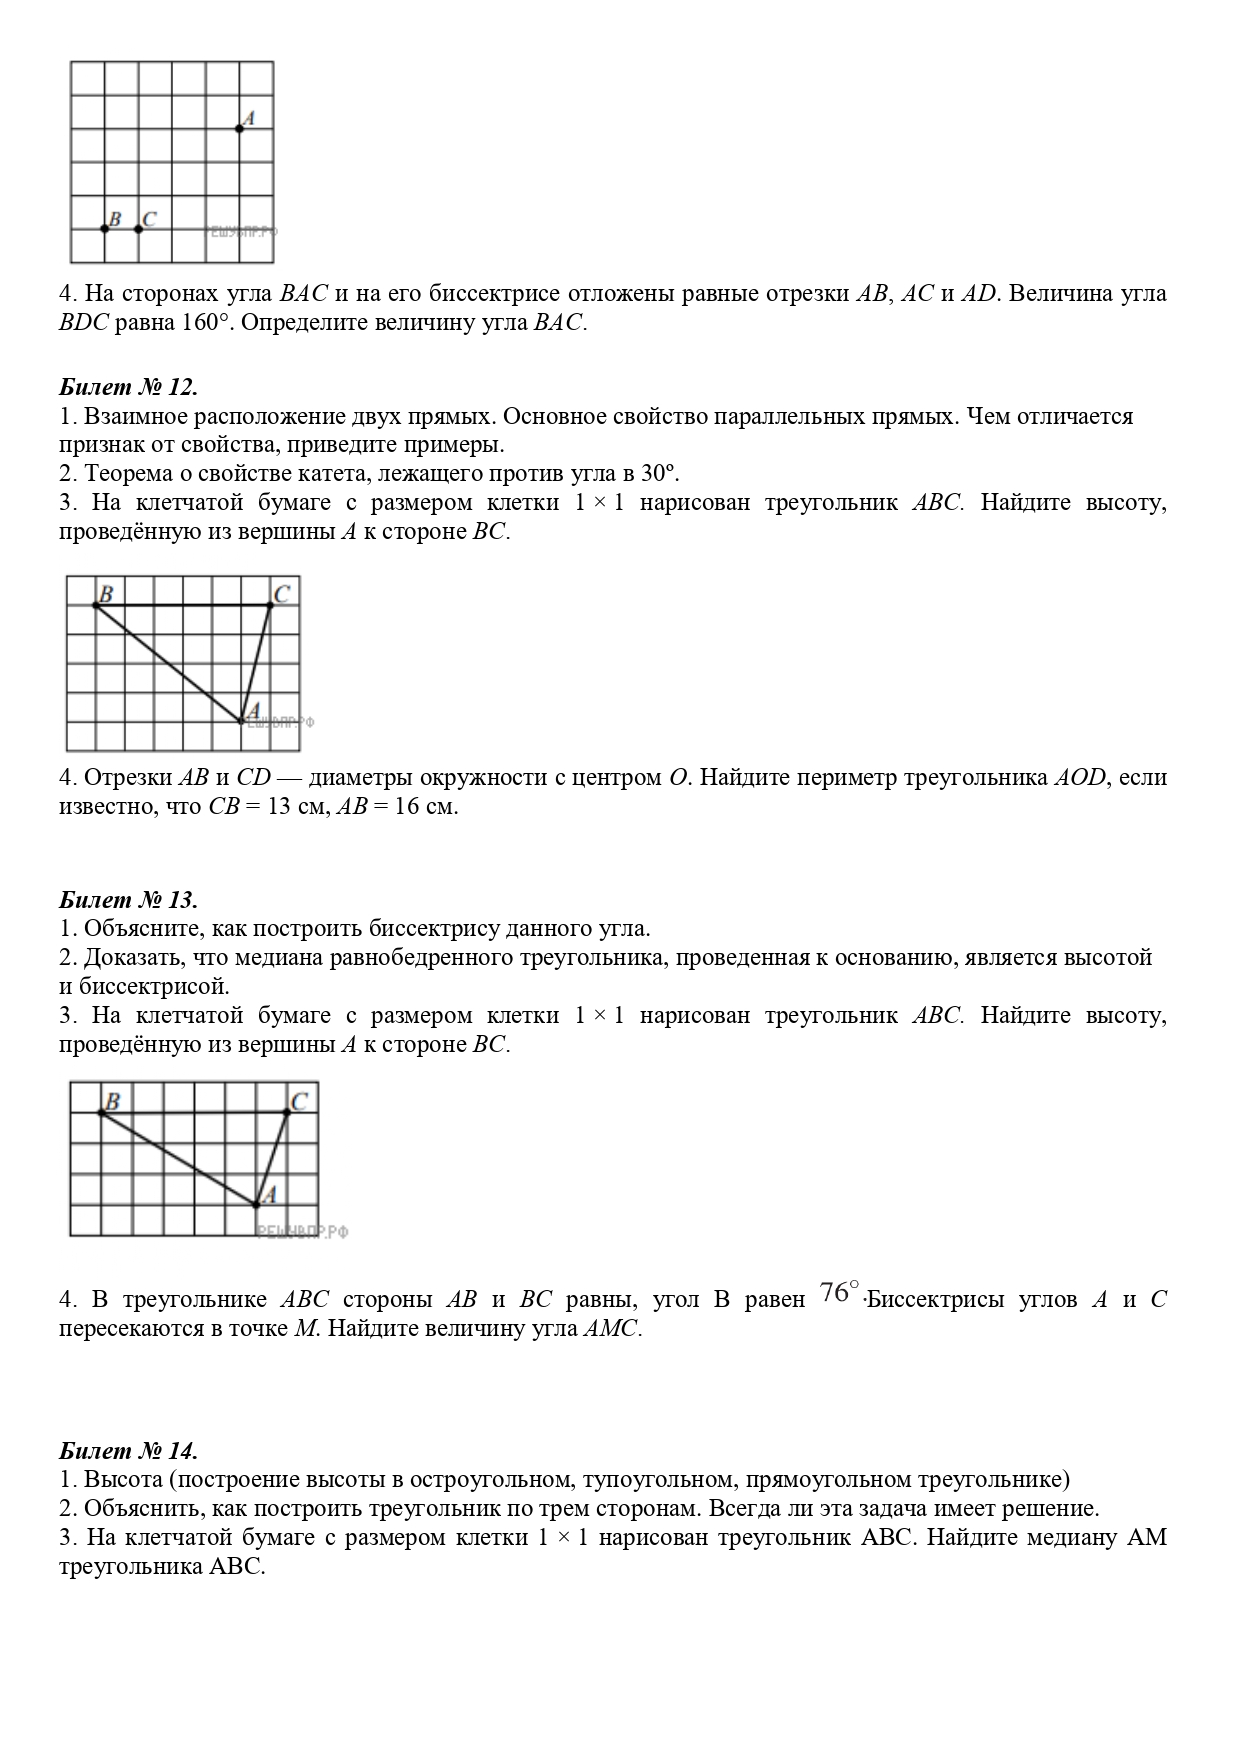 A
B C
РЕШУВПР.РФ
4. На сторонах угла BAC и на его биссектрисе отложены равные отрезки AB, AC и AD. Величина угла
BDC равна 160°. Определите величину угла BAC.
Билет № 12.
1. Взаимное расположение двух прямых. Основное свойство параллельных прямых. Чем отличается
признак от свойства, приведите примеры.
2. Теорема о свойстве катета, лежащего против угла в 30º.
3. На клетчатой бумаге с размером клетки 1 × 1 нарисован треугольник ABC. Найдите высоту,
проведённую из вершины A к стороне BC.
B C
A
ЕШУВПР.РФ
4. Отрезки AB и CD — диаметры окружности с центром O. Найдите периметр треугольника AOD, если
известно, что CB = 13 см, AB = 16 см.
Билет № 13.
1. Объясните, как построить биссектрису данного угла.
2. Доказать, что медиана равнобедренного треугольника, проведенная к основанию, является высотой
и биссектрисой.
3. На клетчатой бумаге с размером клетки 1 × 1 нарисован треугольник ABC. Найдите высоту,
проведённую из вершины A к стороне BC.
B C
A
РЕШУВПР.РФ
4. В треугольнике ABC стороны AB и BC равны, угол В равен 76°.Биссектрисы углов A и C
пересекаются в точке M. Найдите величину угла AMC.
Билет № 14.
1. Высота (построение высоты в остроугольном, тупоугольном, прямоугольном треугольнике)
2. Объяснить, как построить треугольник по трем сторонам. Всегда ли эта задача имеет решение.
3. На клетчатой бумаге с размером клетки 1 × 1 нарисован треугольник АВС. Найдите медиану АМ
треугольника АВС.